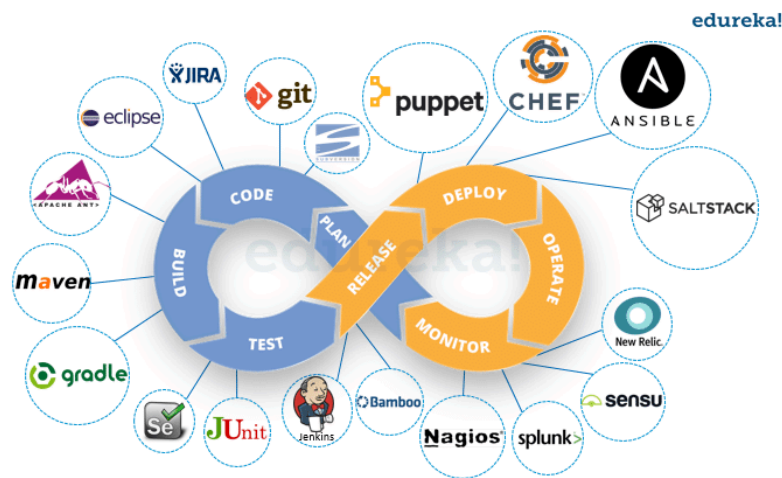 edureka!
JIRA
git
eclipse
puppet
CHEF
ANSIBLE
SUBVERSION
<APACHE ANT>
CODE
PLAN
DEPLOY
SALTSTACK
edureka!
BUILD
RELEASE
OPERATE
maven
TEST
MONITOR
New Relic.
gradle
Se
JUnit
Jenkins
Bamboo
Nagios®
splunk>
sensu